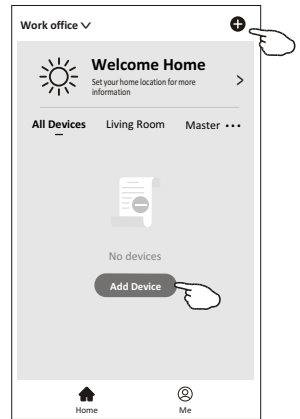 Work office
Welcome Home
Set your home location for more
information
All Devices Living Room Master •••
No devices
Add Device
Home Me